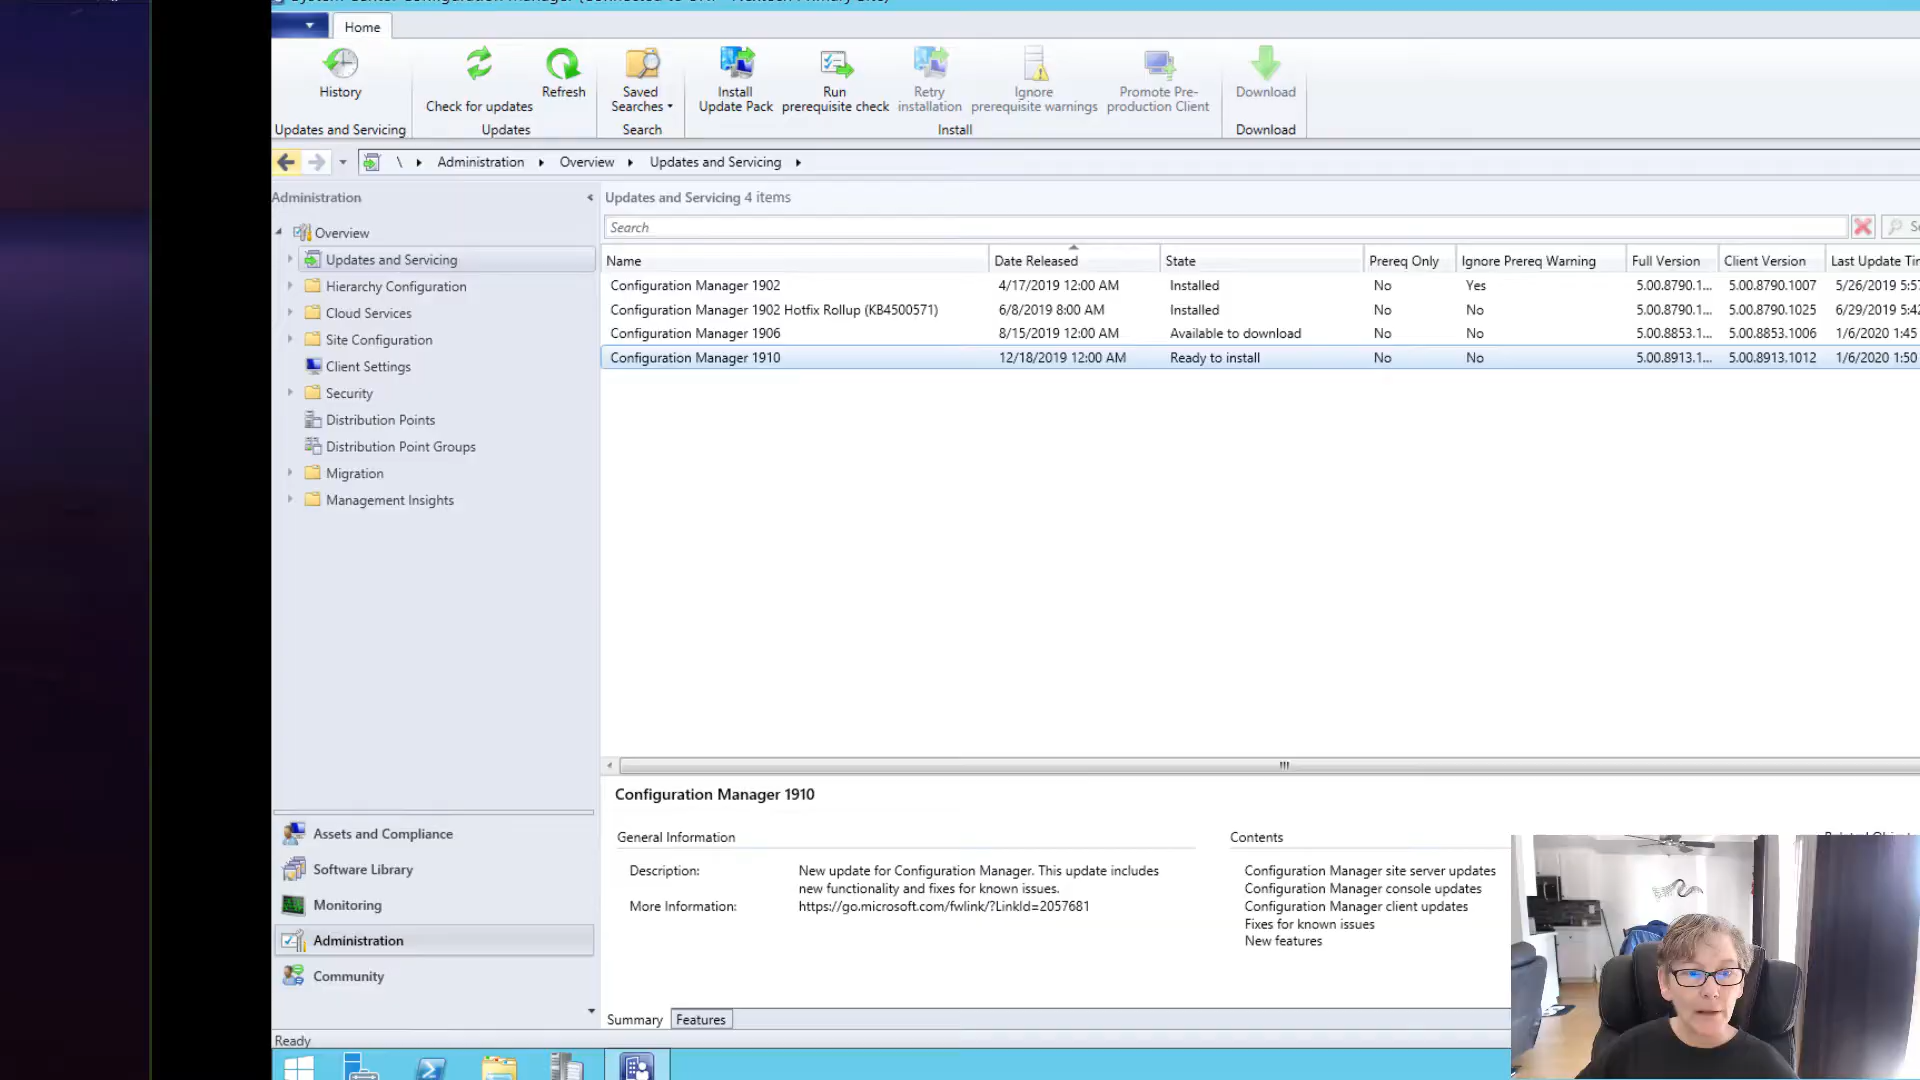 Home
History
Check for updates
Refresh
Saved
Searches
Install
Update Pack
Run
prerequisite check
Retry
installation
Ignore
prerequisite warnings
Promote Pre-
production Client
Download
Updates and Servicing
Updates
Search
Install
Download
\ Administration Overview Updates and Servicing
Administration
Updates and Servicing 4 items
Search
Overview
Updates and Servicing
Hierarchy Configuration
Cloud Services
Site Configuration
Client Settings
Security
Distribution Points
Distribution Point Groups
Migration
Management Insights
Name Date Released State Prereq Only Ignore Prereq Warning Full Version Client Version Last Update
Configuration Manager 1902 4/17/2019 12:00 AM Installed No Yes 5.00.8790.1... 5.00.8790.1007 5/26/2019
Configuration Manager 1902 Hotfix Rollup (KB4500571) 6/8/2019 8:00 AM Installed No No 5.00.8790.1... 5.00.8790.1025 6/29/2019
Configuration Manager 1906 8/15/2019 12:00 AM Available to download No No 5.00.8853.1... 5.00.8853.1006 1/6/2020 1:45
Configuration Manager 1910 12/18/2019 12:00 AM Ready to install No No 5.00.8913.1... 5.00.8913.1012 1/6/2020 1:50
Configuration Manager 1910
General Information
Description: New update for Configuration Manager. This update includes
new functionality and fixes for known issues.
More Information: https://go.microsoft.com/fwlink/?LinkId=2057681
Contents
Configuration Manager site server updates
Configuration Manager console updates
Configuration Manager client updates
Fixes for known issues
New features
Assets and Compliance
Software Library
Monitoring
Administration
Community
Summary Features
Ready